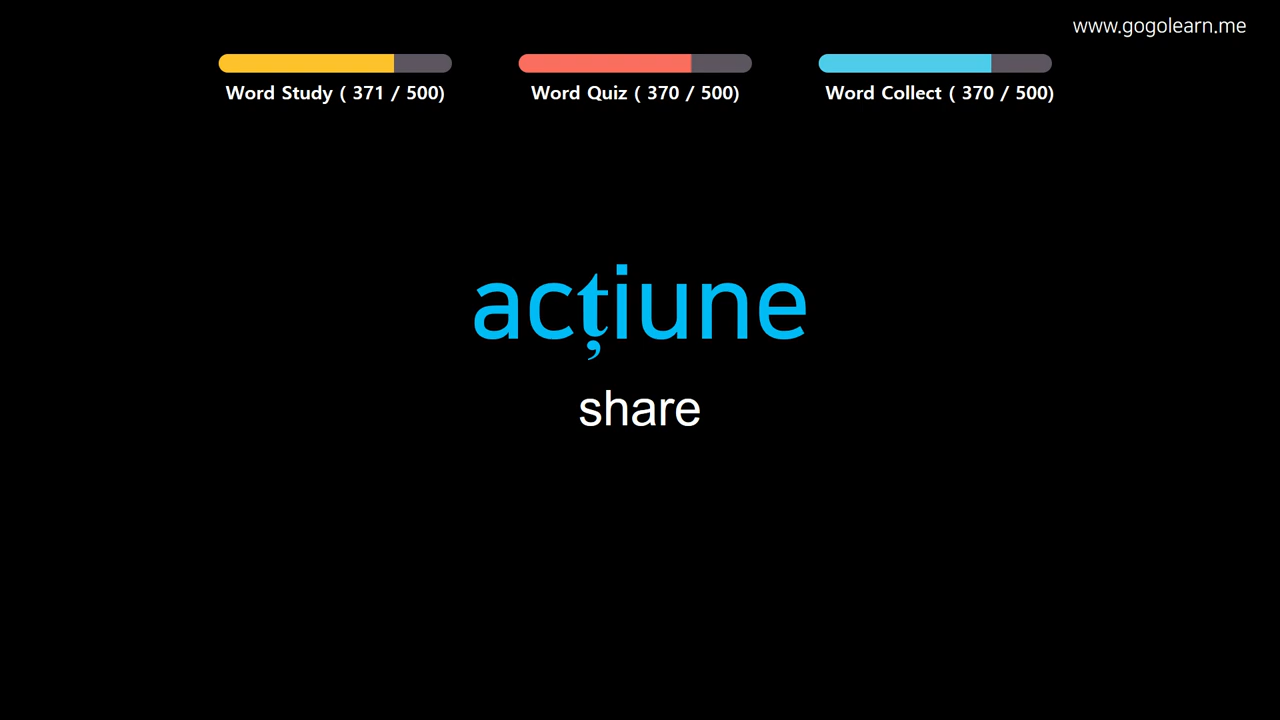 www.gogolearn.me
Word Study ( 371 / 500)
Word Quiz ( 370 / 500)
Word Collect ( 370 / 500)
acțiune
share